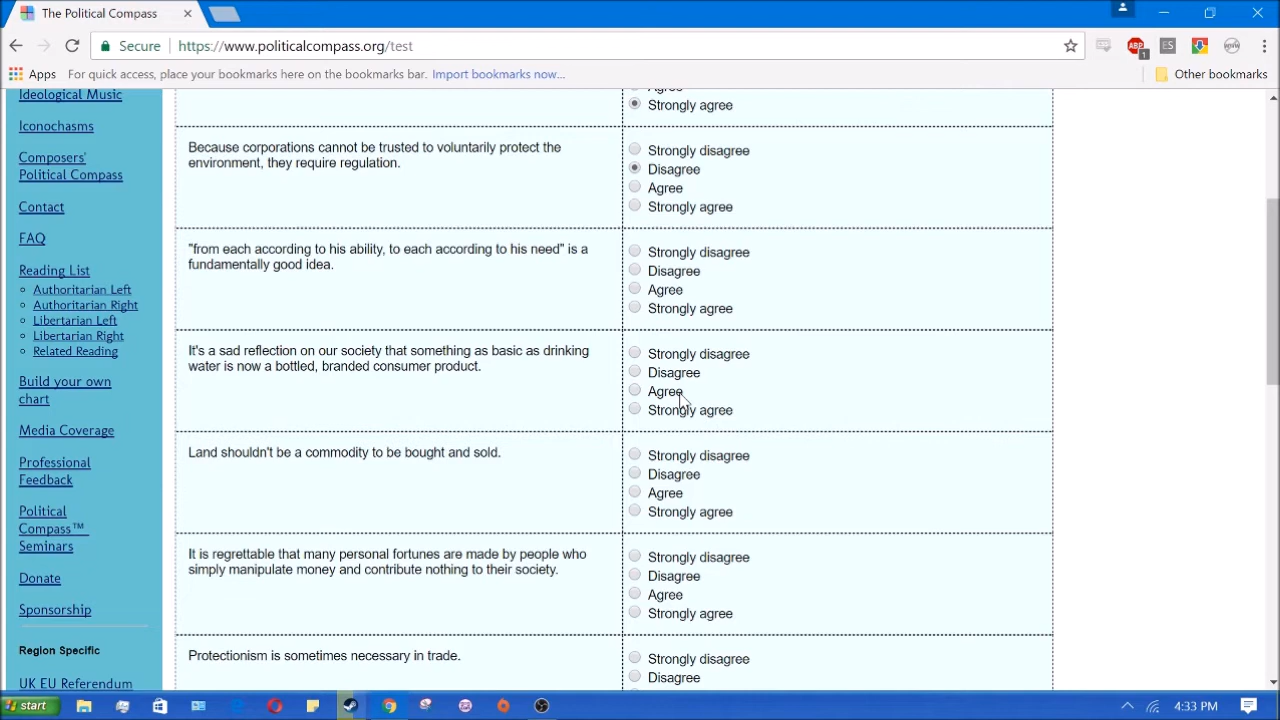 The Political Compass
Secure
https://www.politicalcompass.org/test
ABP
1
ES
Apps
For quick access, place your bookmarks here on the bookmarks bar.
Import bookmarks now...
Other bookmarks
Ideological Music
Iconochasms
Composers'
Political Compass
Contact
FAQ
Reading List
Authoritarian Left
Authoritarian Right
Libertarian Left
Libertarian Right
Related Reading
Build your own
chart
Media Coverage
Professional
Feedback
Political
Compass™
Seminars
Donate
Sponsorship
Region Specific
UK EU Referendum
Agree
Strongly agree
Because corporations cannot be trusted to voluntarily protect the
environment, they require regulation.
Strongly disagree
Disagree
Agree
Strongly agree
"from each according to his ability, to each according to his need" is a
fundamentally good idea.
Strongly disagree
Disagree
Agree
Strongly agree
It's a sad reflection on our society that something as basic as drinking
water is now a bottled, branded consumer product.
Strongly disagree
Disagree
Agree
Strongly agree
Land shouldn't be a commodity to be bought and sold.
Strongly disagree
Disagree
Agree
Strongly agree
It is regrettable that many personal fortunes are made by people who
simply manipulate money and contribute nothing to their society.
Strongly disagree
Disagree
Agree
Strongly agree
Protectionism is sometimes necessary in trade.
Strongly disagree
Disagree
start
4:33 PM